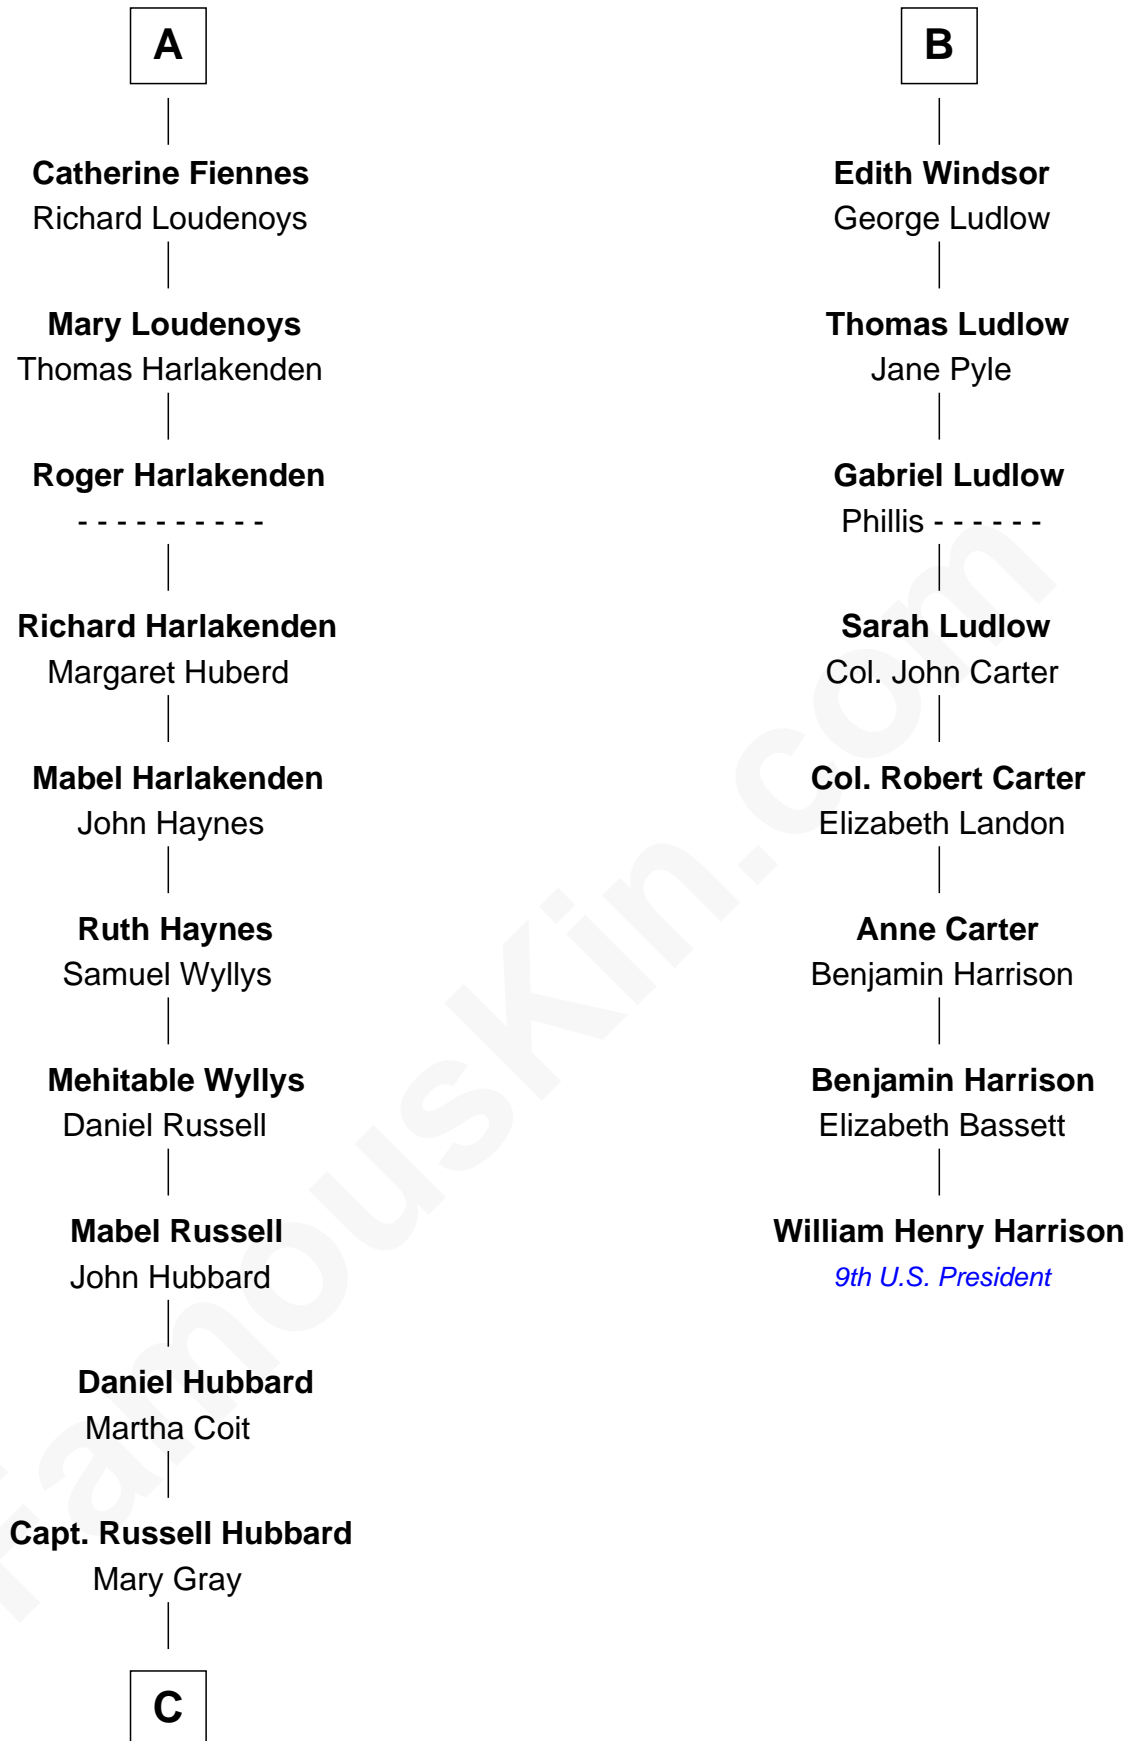 A
Catherine Fiennes
Richard Loudenoys
Mary Loudenoys
Thomas Harlakenden
Roger Harlakenden
- - - - - - - - - -
Richard Harlakenden
Margaret Huberd
Mabel Harlakenden
John Haynes
Ruth Haynes
Samuel Wyllys
Mehitable Wyllys
Daniel Russell
Mabel Russell
John Hubbard
Daniel Hubbard
Martha Coit
Capt. Russell Hubbard
Mary Gray
C
B
Edith Windsor
George Ludlow
Thomas Ludlow
Jane Pyle
Gabriel Ludlow
Phillis - - - - - -
Sarah Ludlow
Col. John Carter
Col. Robert Carter
Elizabeth Landon
Anne Carter
Benjamin Harrison
Benjamin Harrison
Elizabeth Bassett
William Henry Harrison
9th U.S. President
FamousKin.com